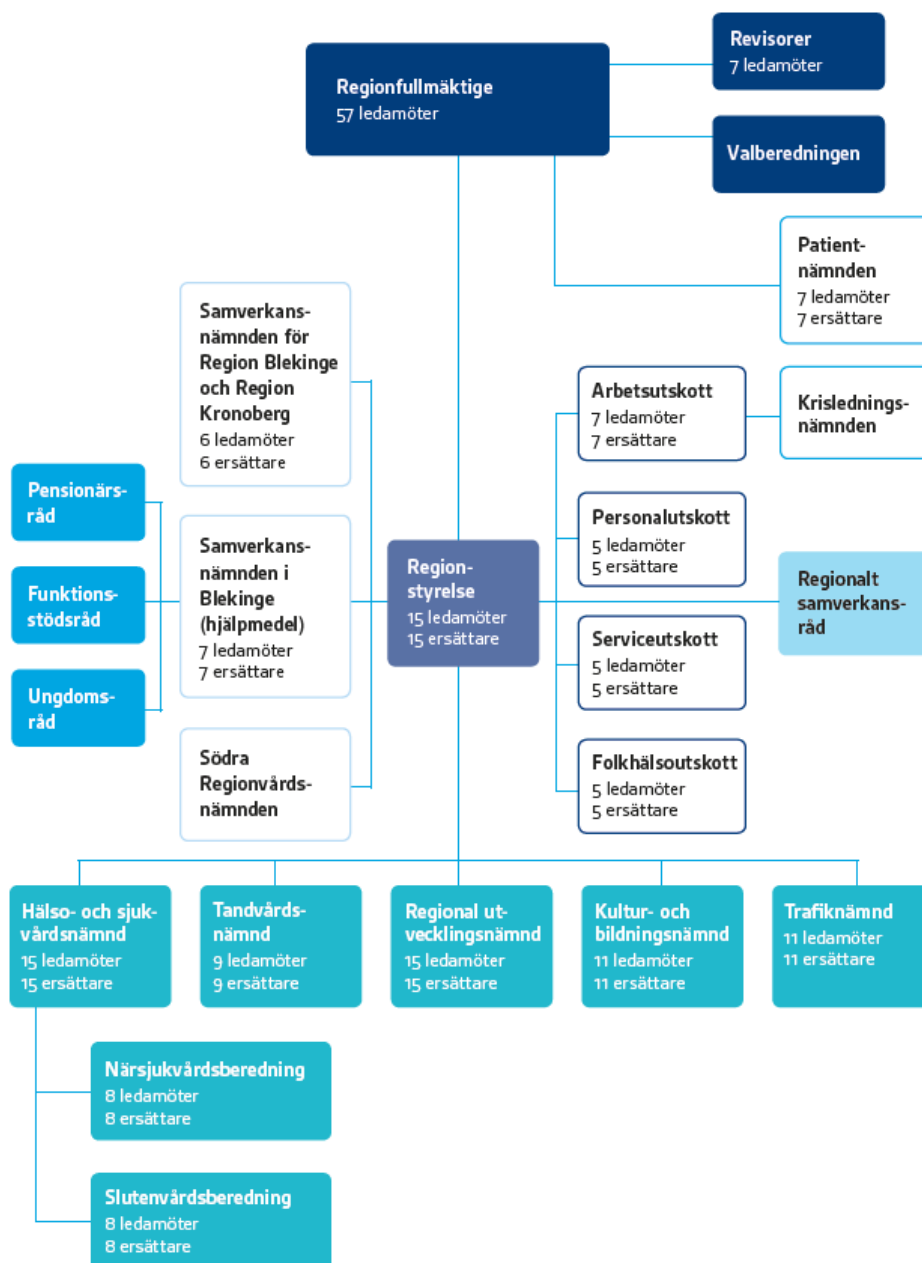 Regionfullmäktige
57 ledamöter
Revisorer
7 ledamöter
Valberedningen
Patient-
nämnden
7 ledamöter
7 ersättare
Samverkans-
nämnden för
Region Blekinge
och Region
Kronoberg
6 ledamöter
6 ersättare
Arbetsutskott
7 ledamöter
7 ersättare
Krislednings-
nämnden
Pensionärs-
råd
Funktions-
stödsråd
Ungdoms-
råd
Samverkans-
nämnden i
Blekinge
(hjälpmedel)
7 ledamöter
7 ersättare
Södra
Regionvårds-
nämnden
Region-
styrelse
15 ledamöter
15 ersättare
Personalutskott
5 ledamöter
5 ersättare
Serviceutskott
5 ledamöter
5 ersättare
Folkhälsoutskott
5 ledamöter
5 ersättare
Regionalt
samverkans-
råd
Hälso- och sjuk-
vårdsnämnd
15 ledamöter
15 ersättare
Tandvårds-
nämnd
9 ledamöter
9 ersättare
Regional ut-
vecklingsnämnd
15 ledamöter
15 ersättare
Kultur- och
bildningsnämnd
11 ledamöter
11 ersättare
Trafiknämnd
11 ledamöter
11 ersättare
Närsjukvårdsberedning
8 ledamöter
8 ersättare
Slutenvårdsberedning
8 ledamöter
8 ersättare